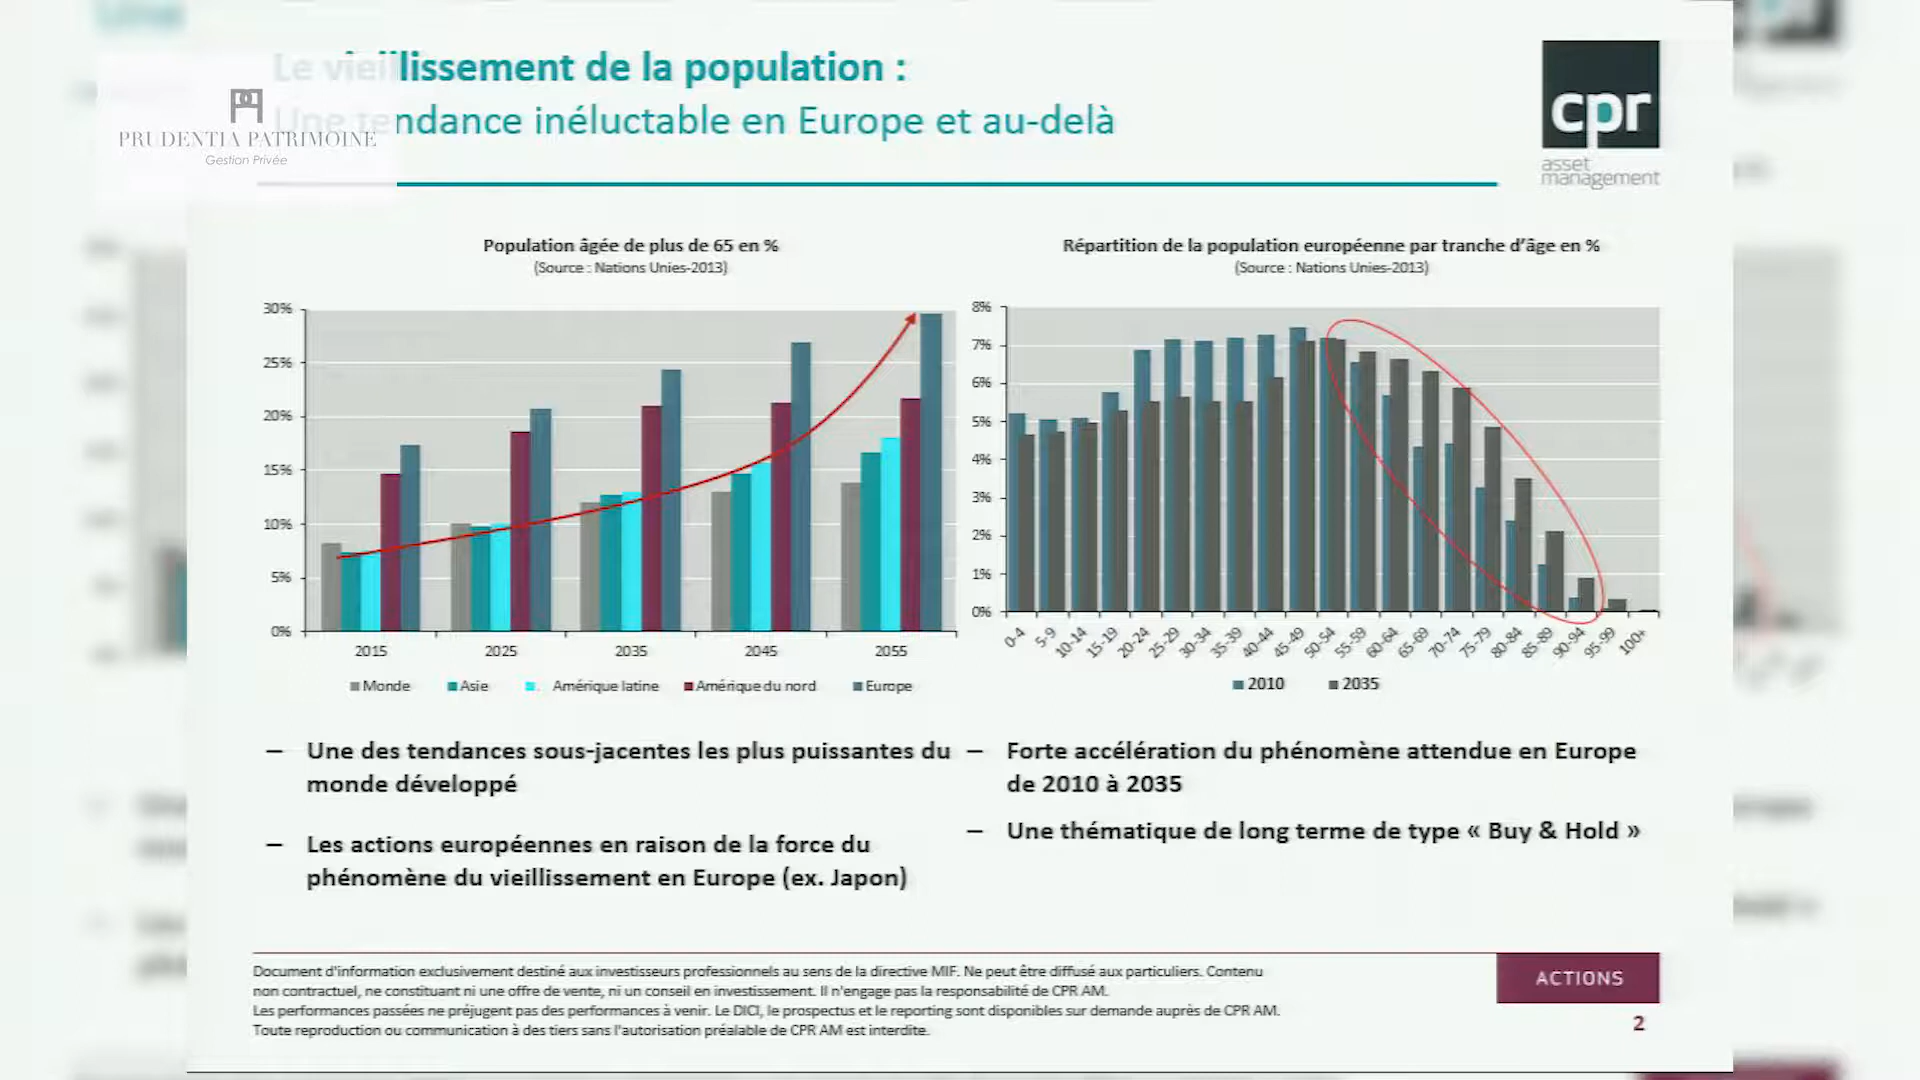 Le vieillissement de la population :
Une tendance inéluctable en Europe et au-delà
PRUDENTIA PATRIMOINE
Gestion Privée
cpr
asset
management
Population âgée de plus de 65 en %
(Source : Nations Unies-2013)
30%
25%
20%
15%
10%
5%
0%
2015 2025 2035 2045 2055
Monde Asie Amérique latine Amérique du nord Europe
Répartition de la population européenne par tranche d'âge en %
(Source : Nations Unies-2013)
8%
7%
6%
5%
4%
3%
2%
1%
0%
0-4 5-9 10-14 15-19 20-24 25-29 30-34 35-39 40-44 45-49 50-54 55-59 60-64 65-69 70-74 75-79 80-84 85-89 90-94 95-99 100+
2010 2035
– Une des tendances sous-jacentes les plus puissantes du
monde développé
– Les actions européennes en raison de la force du
phénomène du vieillissement en Europe (ex. Japon)
– Forte accélération du phénomène attendue en Europe
de 2010 à 2035
– Une thématique de long terme de type « Buy & Hold »
Document d'information exclusivement destiné aux investisseurs professionnels au sens de la directive MIF. Ne peut être diffusé aux particuliers. Contenu
non contractuel, ne constituant ni une offre de vente, ni un conseil en investissement. Il n'engage pas la responsabilité de CPR AM.
Les performances passées ne préjugent pas des performances à venir. Le DICI, le prospectus et le reporting sont disponibles sur demande auprès de CPR AM.
Toute reproduction ou communication à des tiers sans l'autorisation préalable de CPR AM est interdite.
ACTIONS
2